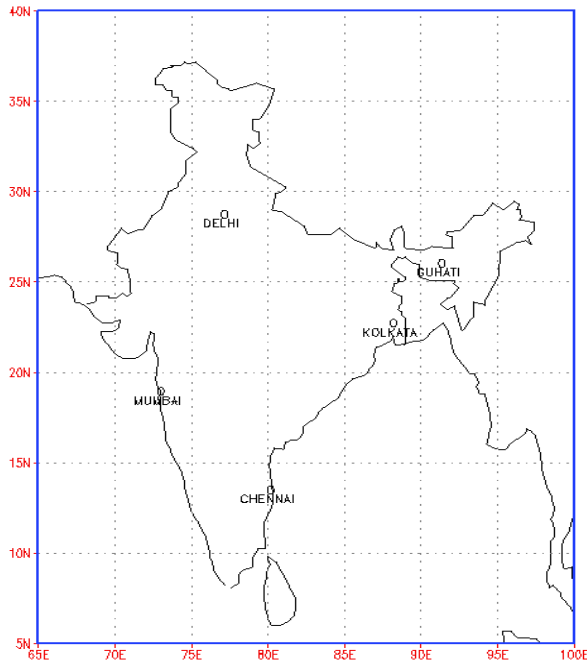 40N
35N
30N
DELHI
GUHATI
25N
KOLKATA
20N
MUMBAI
15N
CHENNAI
10N
5N
65E 70E 75E 80E 85E 90E 95E 100E